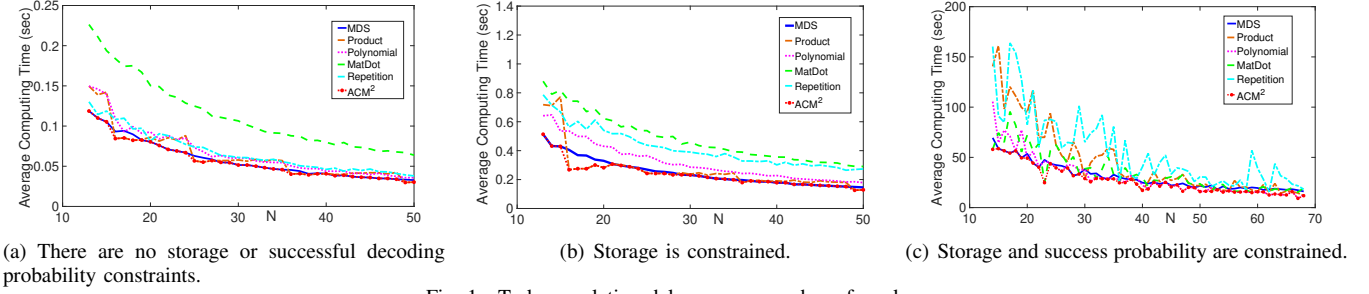 Average Computing Time (sec)
0.25
0.2
0.15
0.1
0.05
0
10
20
30
N
40
50
MDS
Product
Polynomial
MatDot
Repetition
ACM²
(a) There are no storage or successful decoding
probability constraints.
Average Computing Time (sec)
1.4
1.2
1
0.8
0.6
0.4
0.2
0
10
20
30
N
40
50
MDS
Product
Polynomial
MatDot
Repetition
ACM²
(b) Storage is constrained.
Average Computing Time (sec)
200
150
100
50
0
10
20
30
N
40
50
60
70
MDS
Product
Polynomial
MatDot
Repetition
ACM²
(c) Storage and success probability are constrained.